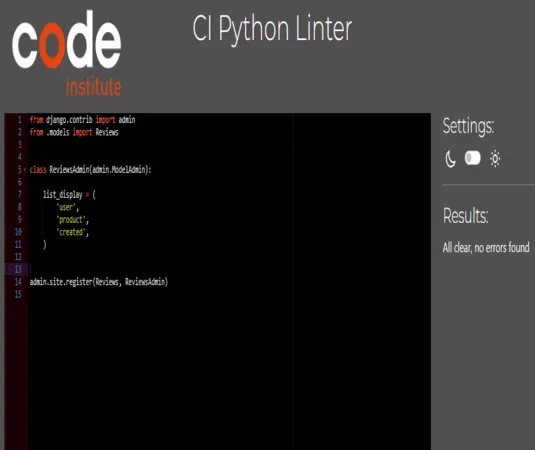 code
institute
CI Python Linter
1 from django.contrib import admin
2 from .models import Reviews
3
4
5 class ReviewsAdmin(admin.ModelAdmin):
6
7     list_display = (
8         'user',
9         'product',
10         'created',
11     )
12
13
14 admin.site.register(Reviews, ReviewsAdmin)
15
Settings:
Results:
All clear, no errors found